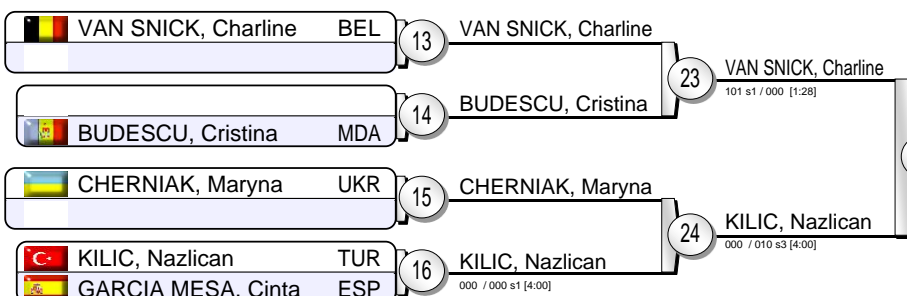 VAN SNICK, Charline BEL
13
VAN SNICK, Charline
23
VAN SNICK, Charline
101 s1 / 000 [1:28]
BUDESCU, Cristina MDA
14
BUDESCU, Cristina
CHERNIAK, Maryna UKR
15
CHERNIAK, Maryna
24
KILIC, Nazlican
000 / 010 s3 [4:00]
KILIC, Nazlican TUR
16
KILIC, Nazlican
000 / 000 s1 [4:00]
GARCIA MESA, Cinta ESP